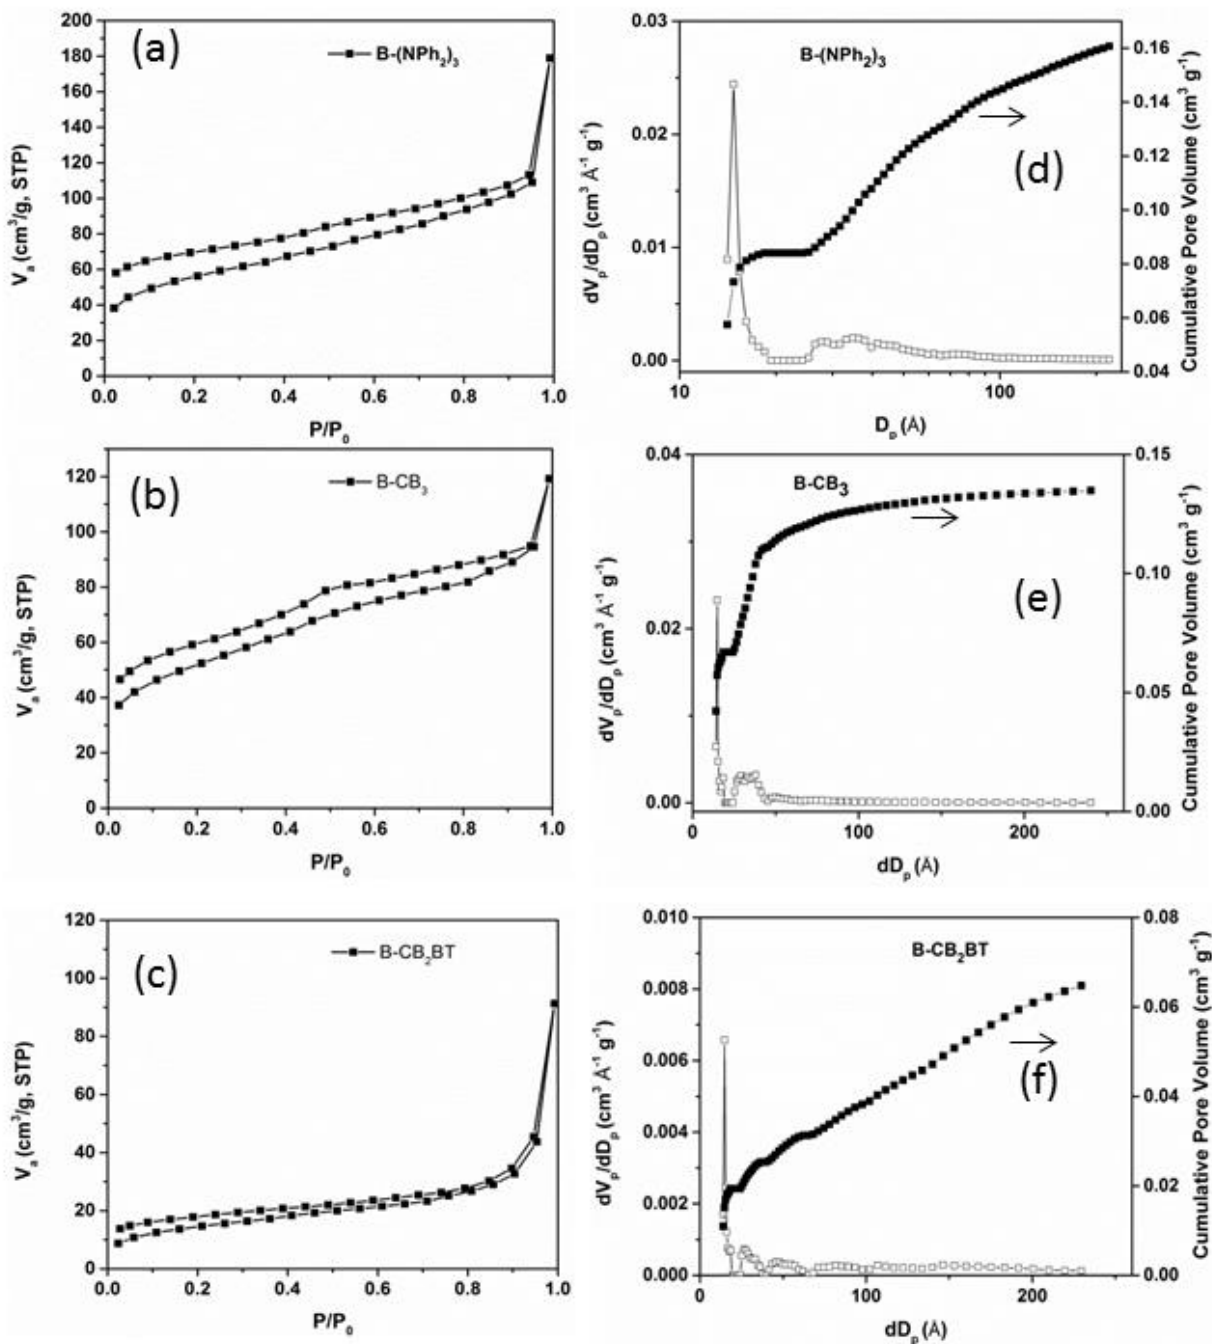 (a)
B-(NPh2)3
200
180
160
140
120
100
80
60
40
20
0
Va (cm3/g, STP)
0.0 0.2 0.4 0.6 0.8 1.0
P/P0
(d)
B-(NPh2)3
0.03
0.02
0.01
0.00
dVp/dDp (cm3 Å-1 g-1)
0.16
0.14
0.12
0.10
0.08
0.06
0.04
Cumulative Pore Volume (cm3 g-1)
10 100
Dp (Å)
(b)
B-CB3
120
100
80
60
40
20
0
Va (cm3/g, STP)
0.0 0.2 0.4 0.6 0.8 1.0
P/P0
(e)
B-CB3
0.04
0.02
0.00
dVp/dDp (cm3 Å-1 g-1)
0.15
0.10
0.05
0.00
Cumulative Pore Volume (cm3 g-1)
0 100 200
dDp (Å)
(c)
B-CB2BT
120
100
80
60
40
20
0
Va (cm3/g, STP)
0.0 0.2 0.4 0.6 0.8 1.0
P/P0
(f)
B-CB2BT
0.010
0.008
0.006
0.004
0.002
0.000
dVp/dDp (cm3 Å-1 g-1)
0.08
0.06
0.04
0.02
0.00
Cumulative Pore Volume (cm3 g-1)
0 50 100 150 200
dDp (Å)